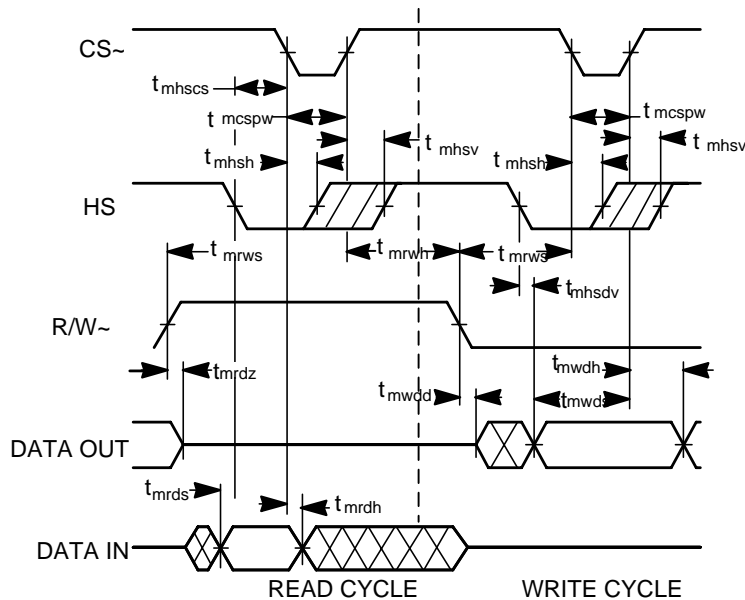 CS~
t mhscs
t mcspw
t mcspw
t mhsv
t mhsv
t mhsh
t mhsh
HS
t mrws
t mrwh
t mrws
t mhsdv
R/W~
t mrdz
t mwdh
t mwdd
t mwds
DATA OUT
t mrds
t mrdh
DATA IN
READ CYCLE
WRITE CYCLE